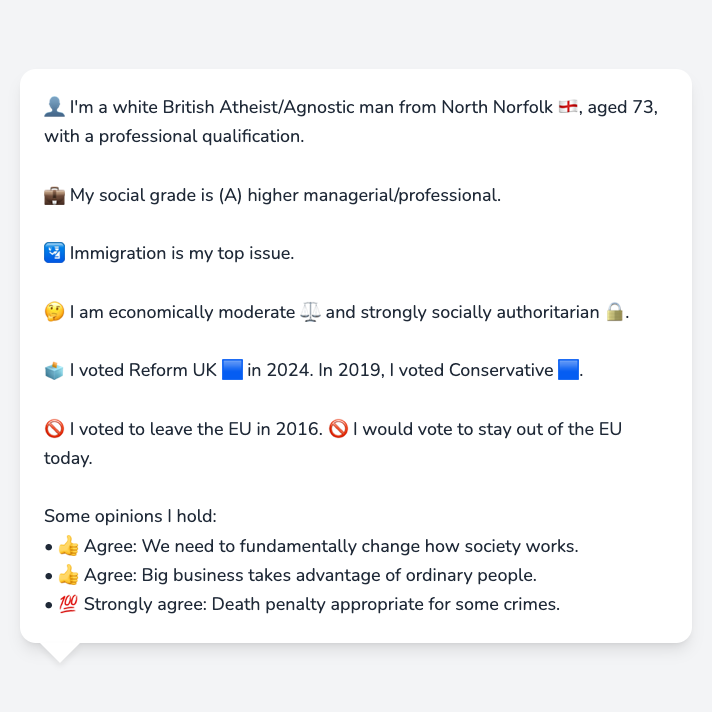 👤 I'm a white British Atheist/Agnostic man from North Norfolk 🏴󠁧󠁢󠁥󠁮󠁧󠁿, aged 73,
with a professional qualification.
💼 My social grade is (A) higher managerial/professional.
🛂 Immigration is my top issue.
🤔 I am economically moderate ⚖️ and strongly socially authoritarian 🔒.
🗳️ I voted Reform UK 🟦 in 2024. In 2019, I voted Conservative 🟦.
🚫 I voted to leave the EU in 2016. 🚫 I would vote to stay out of the EU
today.
Some opinions I hold:
• 👍 Agree: We need to fundamentally change how society works.
• 👍 Agree: Big business takes advantage of ordinary people.
• 💯 Strongly agree: Death penalty appropriate for some crimes.